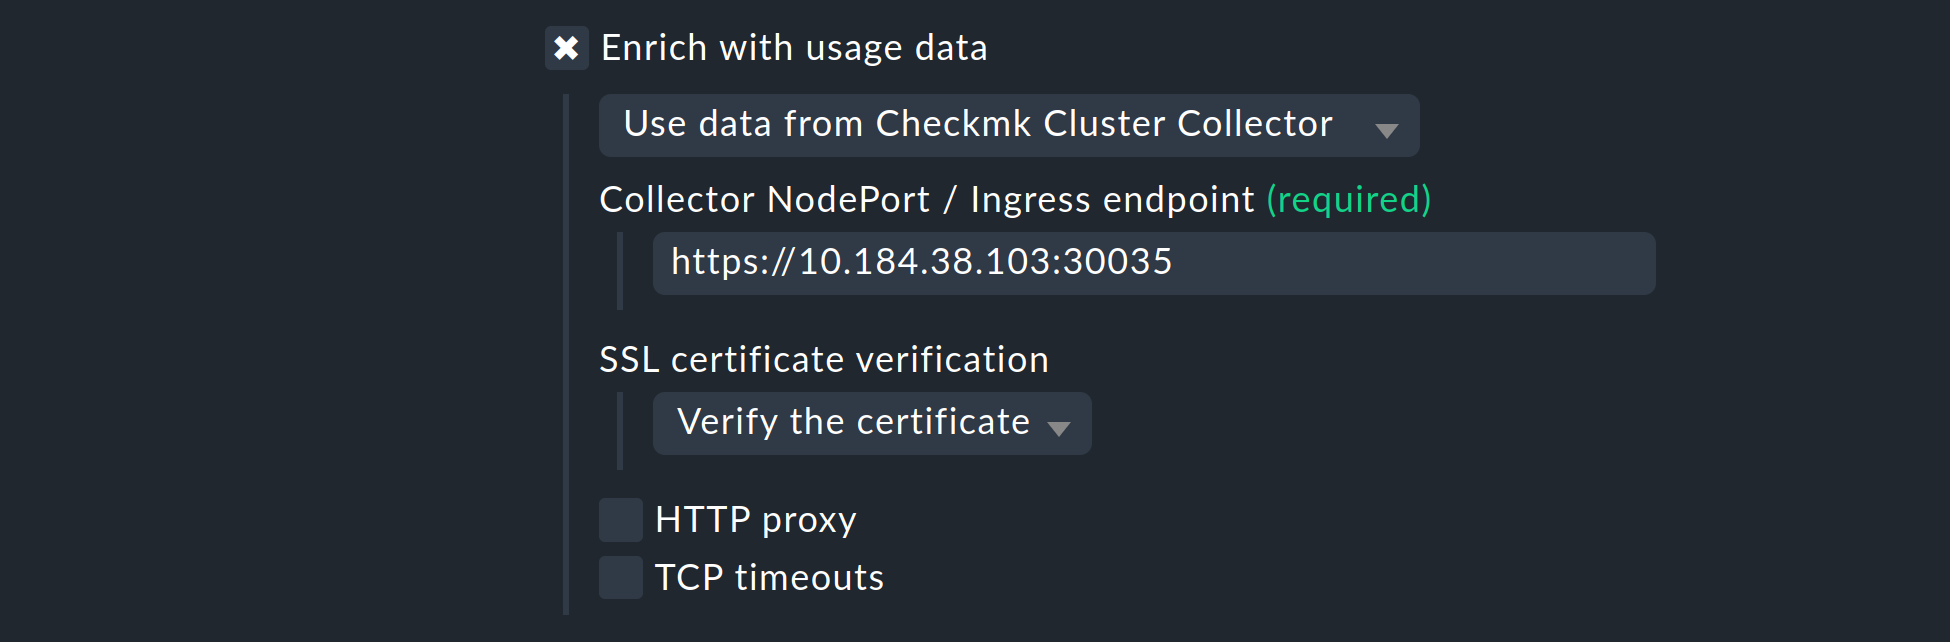 Enrich with usage data
Use data from Checkmk Cluster Collector
Collector NodePort / Ingress endpoint (required)
https://10.184.38.103:30035
SSL certificate verification
Verify the certificate
HTTP proxy
TCP timeouts